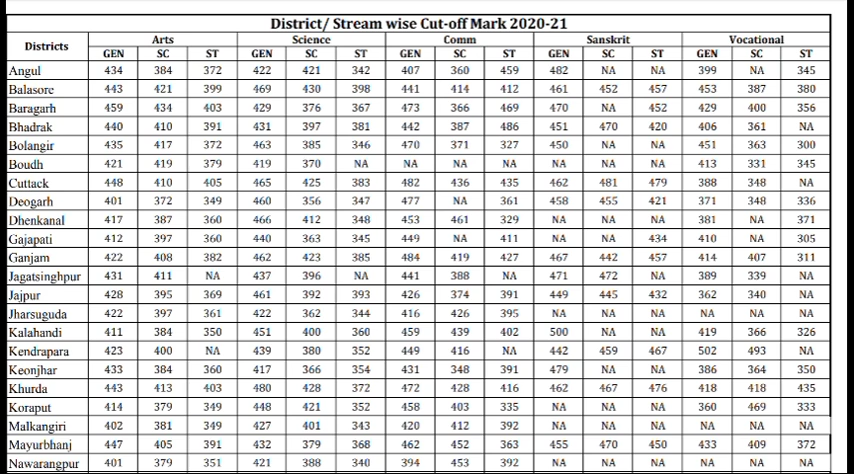 District/ Stream wise Cut-off Mark 2020-21
Districts Arts Science Comm Sanskrit Vocational
GEN SC ST GEN SC ST GEN SC ST GEN SC ST GEN SC ST
Angul 434 384 372 422 421 342 407 360 459 482 NA NA 399 NA 345
Balasore 443 421 399 469 430 398 441 414 412 461 452 457 453 387 380
Baragarh 459 434 403 429 376 367 473 366 469 470 NA 452 429 400 356
Bhadrak 440 410 391 431 397 381 442 387 486 451 470 420 406 361 NA
Bolangir 435 417 372 463 385 346 470 371 327 450 NA NA 451 363 300
Boudh 421 419 379 419 370 NA NA NA NA NA NA NA 413 331 345
Cuttack 448 410 405 465 425 383 482 436 435 462 481 479 388 348 NA
Deogarh 401 372 349 460 356 347 477 NA 361 458 455 421 371 348 336
Dhenkanal 417 387 360 466 412 348 453 461 329 NA NA NA 381 NA 371
Gajapati 412 397 360 440 363 345 449 NA 411 NA NA 434 410 NA 305
Ganjam 422 408 382 462 423 385 484 419 427 467 442 457 414 407 311
Jagatsinghpur 431 411 NA 437 396 NA 441 388 NA 471 472 NA 389 339 NA
Jajpur 428 395 369 461 392 393 426 374 391 449 445 432 362 340 NA
Jharsuguda 422 397 361 422 362 344 416 426 395 NA NA NA NA NA NA
Kalahandi 411 384 350 451 400 360 459 439 402 500 NA NA 419 366 326
Kendrapara 423 400 NA 439 380 352 449 416 NA 442 459 467 502 493 NA
Keonjhar 433 384 360 417 366 354 431 348 391 479 NA NA 386 364 350
Khurda 443 413 403 480 428 372 472 428 416 462 467 476 418 418 435
Koraput 414 379 349 448 421 352 458 403 335 NA NA NA 360 469 333
Malkangiri 402 381 349 427 401 343 420 412 392 NA NA NA NA NA NA
Mayurbhanj 447 405 391 432 379 368 462 452 363 455 470 450 433 409 372
Nawarangpur 401 379 351 421 388 340 394 453 392 NA NA NA NA NA NA